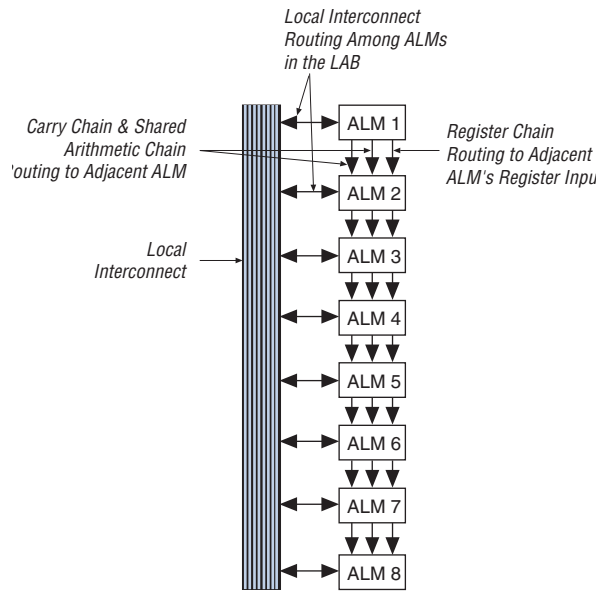 Local Interconnect
Routing Among ALMs
in the LAB
Carry Chain & Shared
Arithmetic Chain
outing to Adjacent ALM
Register Chain
Routing to Adjacent
ALM's Register Inpu
Local
Interconnect
ALM 1
ALM 2
ALM 3
ALM 4
ALM 5
ALM 6
ALM 7
ALM 8